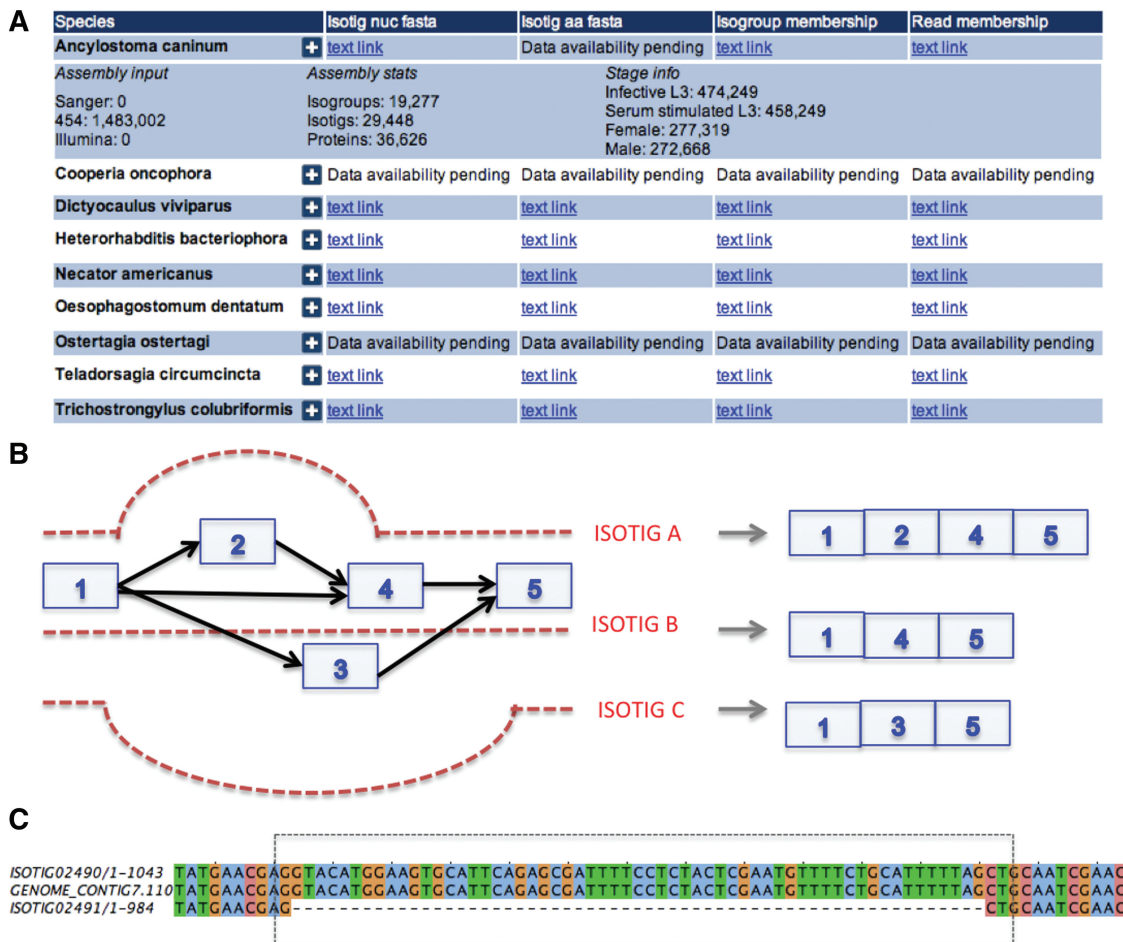 A
Species Isotig nuc fasta Isotig aa fasta Isogroup membership Read membership
Ancylostoma caninum + text link Data availability pending text link text link
Assembly input Assembly stats Stage info
Sanger: 0 Isogroups: 19,277 Infective L3: 474,249
454: 1,483,002 Isotigs: 29,448 Serum stimulated L3: 458,249
Illumina: 0 Proteins: 36,626 Female: 277,319
Male: 272,668
Cooperia oncophora + Data availability pending Data availability pending Data availability pending Data availability pending
Dictyocaulus viviparus + text link text link text link text link
Heterorhabditis bacteriophora + text link text link text link text link
Necator americanus + text link text link text link text link
Oesophagostomum dentatum + text link text link text link text link
Ostertagia ostertagi + Data availability pending Data availability pending Data availability pending Data availability pending
Teladorsagia circumcincta + text link text link text link text link
Trichostrongylus colubriformis + text link text link text link text link
B
1 2 4 5 3
ISOTIG A 1 2 4 5
ISOTIG B 1 4 5
ISOTIG C 1 3 5
C
ISOTIG02490/1-1043 TATGAACGAGGTACATGGAAGTGCATTCAGAGCGATTTTCCTCTACTCGAATGTTTTCTGCATTTTTAGCTGCAATCGAAC
GENOME_CONTIG7.110 TATGAACGAGGTACATGGAAGTGCATTCAGAGCGATTTTCCTCTACTCGAATGTTTTCTGCATTTTTAGCTGCAATCGAAC
ISOTIG02491/1-984 TATGAACGAG-----------------------------------------------------------CTGCAATCGAAC